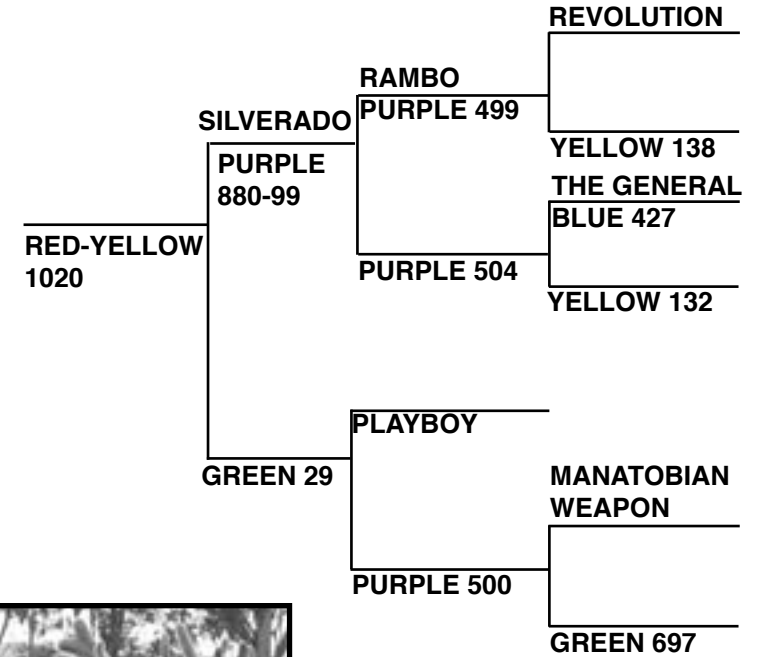 REVOLUTION
RAMBO
PURPLE 499
SILVERADO
PURPLE
880-99
YELLOW 138
THE GENERAL
BLUE 427
RED-YELLOW
1020
PURPLE 504
YELLOW 132
PLAYBOY
GREEN 29
MANATOBIAN
WEAPON
PURPLE 500
GREEN 697